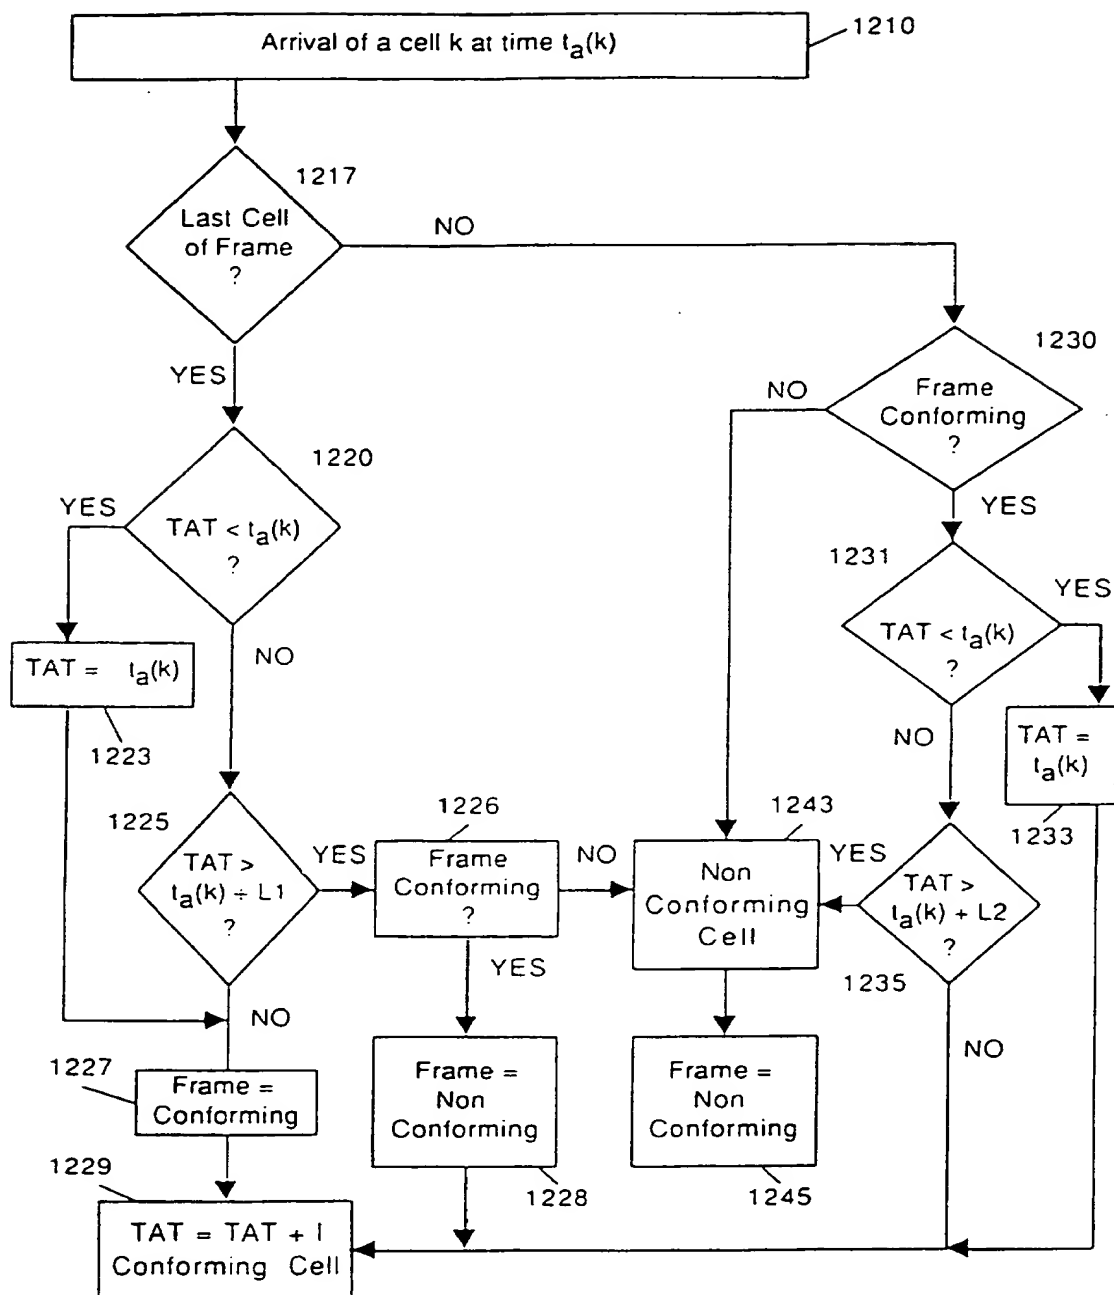 Arrival of a cell k at time ta(k)
1210
1217
Last Cell
of Frame
?
NO
YES
1230
Frame
Conforming
?
NO
YES
1220
YES
TAT < ta(k)
?
NO
TAT = ta(k)
1223
1231
YES
TAT < ta(k)
?
NO
TAT =
ta(k)
1233
1225
TAT >
ta(k) + L1
?
YES
NO
1226
Frame
Conforming
?
NO
YES
1243
Non
Conforming
Cell
YES
TAT >
ta(k) + L2
?
1235
NO
1227
Frame =
Conforming
Frame =
Non
Conforming
1228
Frame =
Non
Conforming
1245
1229
TAT = TAT + I
Conforming Cell